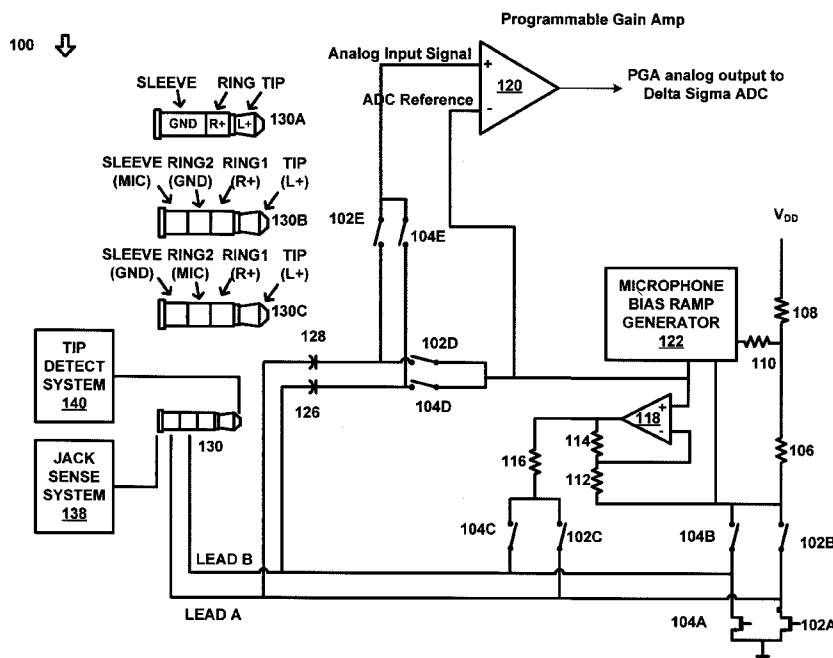 Programmable Gain Amp
100
Analog Input Signal
SLEEVE RING TIP
+
120
PGA analog output to
Delta Sigma ADC
ADC Reference
-
GND R+ L+ 130A
SLEEVE RING2 RING1 TIP
(MIC) (GND) (R+) (L+)
130B
102E
104E
VDD
SLEEVE RING2 RING1 TIP
(GND) (MIC) (R+) (L+)
130C
MICROPHONE
BIAS RAMP
GENERATOR
122
108
110
TIP
DETECT
SYSTEM
140
128
102D
126
104D
130
118
+
-
114
112
116
106
JACK
SENSE
SYSTEM
138
104C
102C
104B
102B
LEAD B
LEAD A
104A
102A